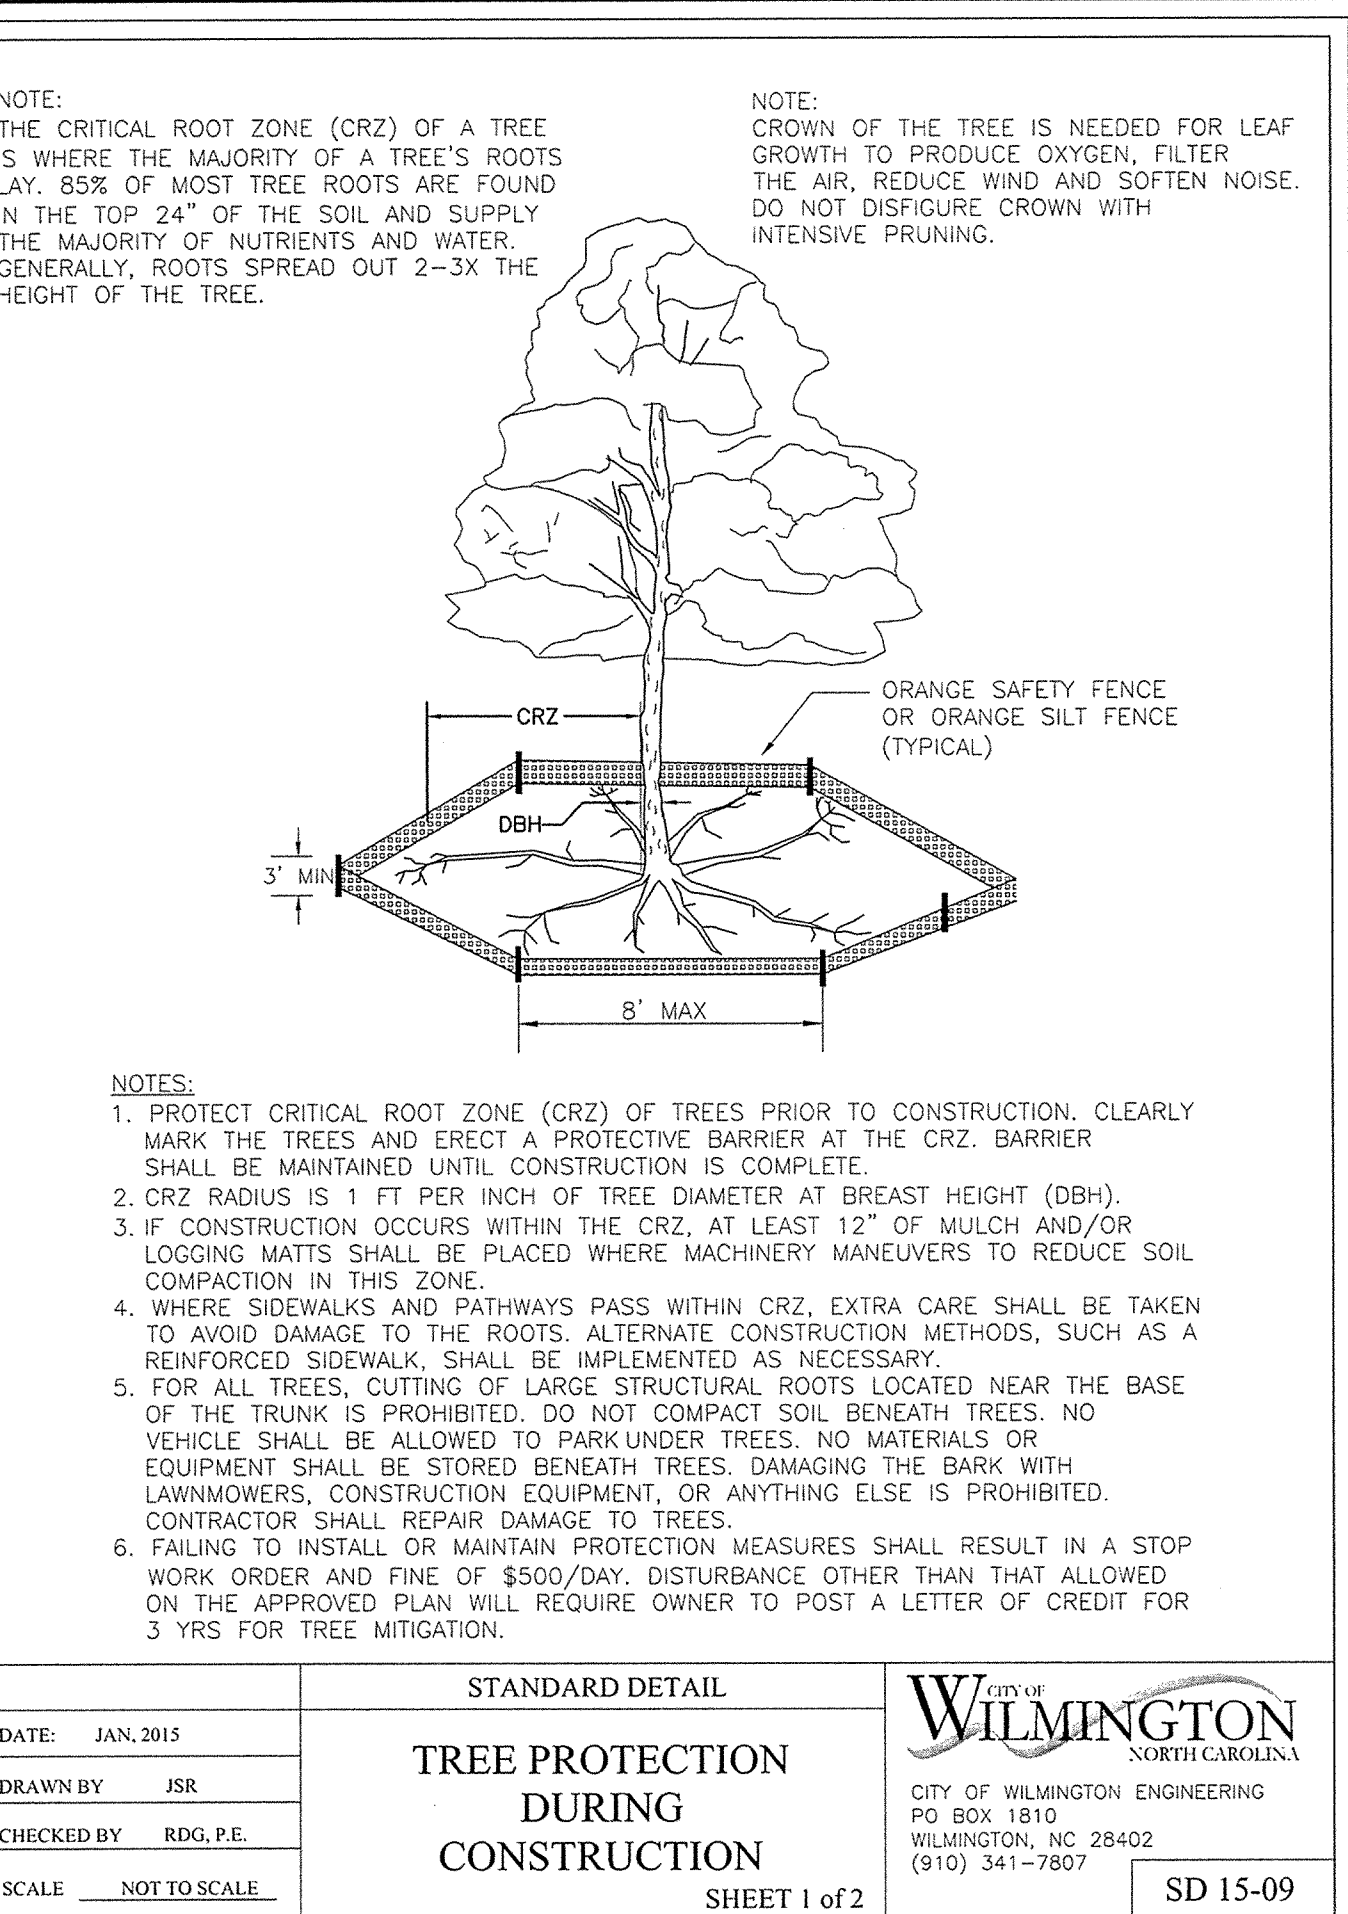 NOTE:
THE CRITICAL ROOT ZONE (CRZ) OF A TREE
S WHERE THE MAJORITY OF A TREE'S ROOTS
LAY. 85% OF MOST TREE ROOTS ARE FOUND
N THE TOP 24" OF THE SOIL AND SUPPLY
THE MAJORITY OF NUTRIENTS AND WATER.
GENERALLY, ROOTS SPREAD OUT 2-3X THE
HEIGHT OF THE TREE.
NOTE:
CROWN OF THE TREE IS NEEDED FOR LEAF
GROWTH TO PRODUCE OXYGEN, FILTER
THE AIR, REDUCE WIND AND SOFTEN NOISE.
DO NOT DISFIGURE CROWN WITH
INTENSIVE PRUNING.
ORANGE SAFETY FENCE
OR ORANGE SILT FENCE
(TYPICAL)
CRZ
DBH
3' MIN
8' MAX
NOTES:
1. PROTECT CRITICAL ROOT ZONE (CRZ) OF TREES PRIOR TO CONSTRUCTION. CLEARLY
MARK THE TREES AND ERECT A PROTECTIVE BARRIER AT THE CRZ. BARRIER
SHALL BE MAINTAINED UNTIL CONSTRUCTION IS COMPLETE.
2. CRZ RADIUS IS 1 FT PER INCH OF TREE DIAMETER AT BREAST HEIGHT (DBH).
3. IF CONSTRUCTION OCCURS WITHIN THE CRZ, AT LEAST 12" OF MULCH AND/OR
LOGGING MATTS SHALL BE PLACED WHERE MACHINERY MANEUVERS TO REDUCE SOIL
COMPACTION IN THIS ZONE.
4. WHERE SIDEWALKS AND PATHWAYS PASS WITHIN CRZ, EXTRA CARE SHALL BE TAKEN
TO AVOID DAMAGE TO THE ROOTS. ALTERNATE CONSTRUCTION METHODS, SUCH AS A
REINFORCED SIDEWALK, SHALL BE IMPLEMENTED AS NECESSARY.
5. FOR ALL TREES, CUTTING OF LARGE STRUCTURAL ROOTS LOCATED NEAR THE BASE
OF THE TRUNK IS PROHIBITED. DO NOT COMPACT SOIL BENEATH TREES. NO
VEHICLE SHALL BE ALLOWED TO PARK UNDER TREES. NO MATERIALS OR
EQUIPMENT SHALL BE STORED BENEATH TREES. DAMAGING THE BARK WITH
LAWNMOWERS, CONSTRUCTION EQUIPMENT, OR ANYTHING ELSE IS PROHIBITED.
CONTRACTOR SHALL REPAIR DAMAGE TO TREES.
6. FAILING TO INSTALL OR MAINTAIN PROTECTION MEASURES SHALL RESULT IN A STOP
WORK ORDER AND FINE OF $500/DAY. DISTURBANCE OTHER THAN THAT ALLOWED
ON THE APPROVED PLAN WILL REQUIRE OWNER TO POST A LETTER OF CREDIT FOR
3 YRS FOR TREE MITIGATION.
DATE: JAN, 2015
DRAWN BY JSR
CHECKED BY RDG, P.E.
SCALE NOT TO SCALE
STANDARD DETAIL
TREE PROTECTION
DURING
CONSTRUCTION
SHEET 1 of 2
CITY OF
WILMINGTON
NORTH CAROLINA
CITY OF WILMINGTON ENGINEERING
PO BOX 1810
WILMINGTON, NC 28402
(910) 341-7807
SD 15-09